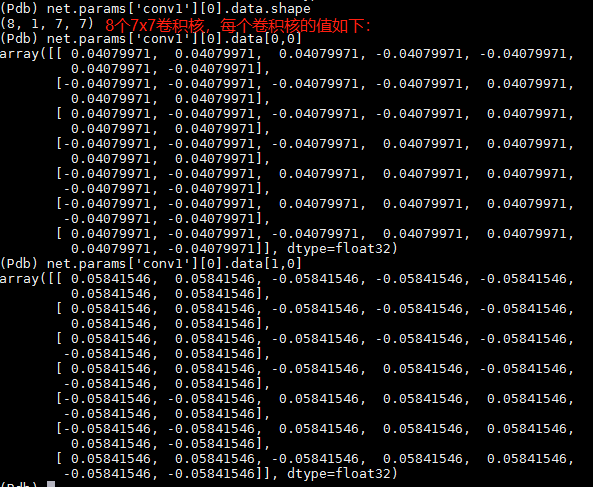 (Pdb) net.params['conv1'][0].data.shape
(8, 1, 7, 7) 8个7x7卷积核，每个卷积核的值如下：
(Pdb) net.params['conv1'][0].data[0,0]
array([[ 0.04079971, 0.04079971, 0.04079971, -0.04079971, -0.04079971,
0.04079971, -0.04079971],
[-0.04079971, -0.04079971, -0.04079971, -0.04079971, -0.04079971,
0.04079971, 0.04079971],
[ 0.04079971, 0.04079971, -0.04079971, 0.04079971, 0.04079971,
0.04079971, 0.04079971],
[-0.04079971, -0.04079971, -0.04079971, -0.04079971, 0.04079971,
0.04079971, 0.04079971],
[-0.04079971, -0.04079971, -0.04079971, 0.04079971, 0.04079971,
-0.04079971, -0.04079971],
[-0.04079971, -0.04079971, 0.04079971, 0.04079971, 0.04079971,
-0.04079971, -0.04079971],
[ 0.04079971, -0.04079971, 0.04079971, 0.04079971, 0.04079971,
0.04079971, -0.04079971]], dtype=float32)
(Pdb) net.params['conv1'][0].data[1,0]
array([[ 0.05841546, 0.05841546, -0.05841546, -0.05841546, -0.05841546,
0.05841546, 0.05841546],
[ 0.05841546, 0.05841546, -0.05841546, -0.05841546, -0.05841546,
0.05841546, 0.05841546],
[ 0.05841546, 0.05841546, -0.05841546, -0.05841546, -0.05841546,
-0.05841546, 0.05841546],
[ 0.05841546, -0.05841546, -0.05841546, -0.05841546, 0.05841546,
-0.05841546, 0.05841546],
[-0.05841546, -0.05841546, 0.05841546, 0.05841546, 0.05841546,
-0.05841546, 0.05841546],
[-0.05841546, -0.05841546, 0.05841546, 0.05841546, 0.05841546,
0.05841546, -0.05841546],
[ 0.05841546, 0.05841546, 0.05841546, 0.05841546, 0.05841546,
-0.05841546, -0.05841546]], dtype=float32)
(Pdb)